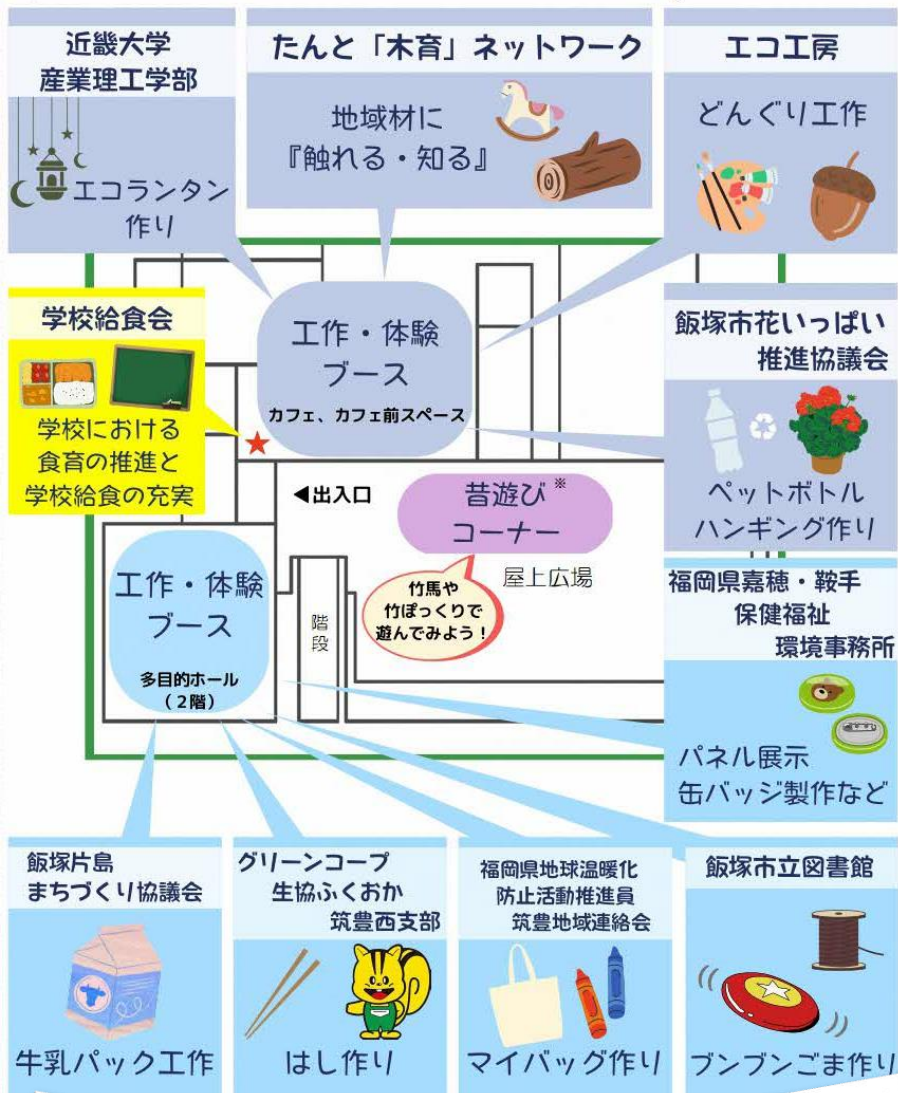 近畿大学
産業理工学部
エコランタン
作り
たんと「木育」ネットワーク
地域材に
『触れる・知る』
エコ工房
どんぐり工作
学校給食会
学校における
食育の推進と
学校給食の充実
工作・体験
ブース
カフェ、カフェ前スペース
飯塚市花いっぱい
推進協議会
ペットボトル
ハンギング作り
◀出入口
昔遊び※
コーナー
屋上広場
竹馬や
竹ぽっくりで
遊んでみよう！
階段
工作・体験
ブース
多目的ホール
（２階）
福岡県嘉穂・鞍手
保健福祉
環境事務所
パネル展示
缶バッジ製作など
飯塚片島
まちづくり協議会
牛乳パック工作
グリーンコープ
生協ふくおか
筑豊西支部
はし作り
福岡県地球温暖化
防止活動推進員
筑豊地域連絡会
マイバッグ作り
飯塚市立図書館
ブンブンごま作り